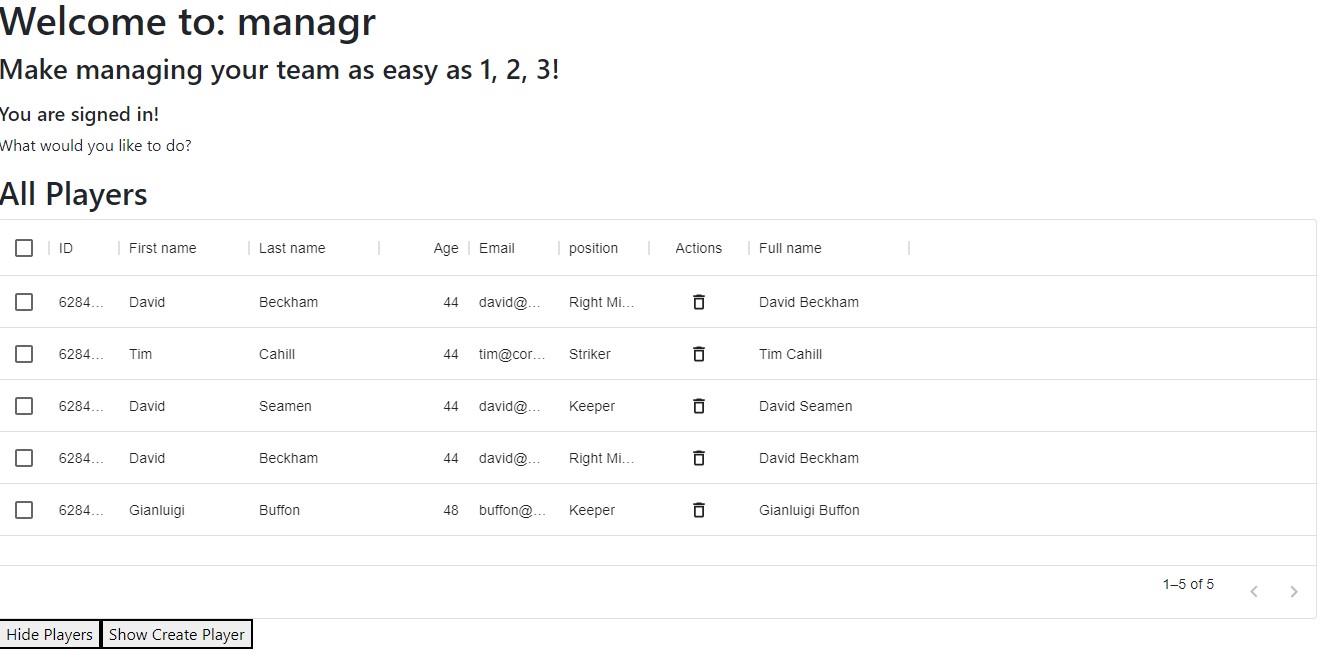 Welcome to: managr
Make managing your team as easy as 1, 2, 3!
You are signed in!
What would you like to do?
All Players
ID First name Last name Age Email position Actions Full name
6284... David Beckham 44 david@... Right Mi... David Beckham
6284... Tim Cahill 44 tim@cor... Striker Tim Cahill
6284... David Seamen 44 david@... Keeper David Seamen
6284... David Beckham 44 david@... Right Mi... David Beckham
6284... Gianluigi Buffon 48 buffon@... Keeper Gianluigi Buffon
1–5 of 5
Hide Players Show Create Player